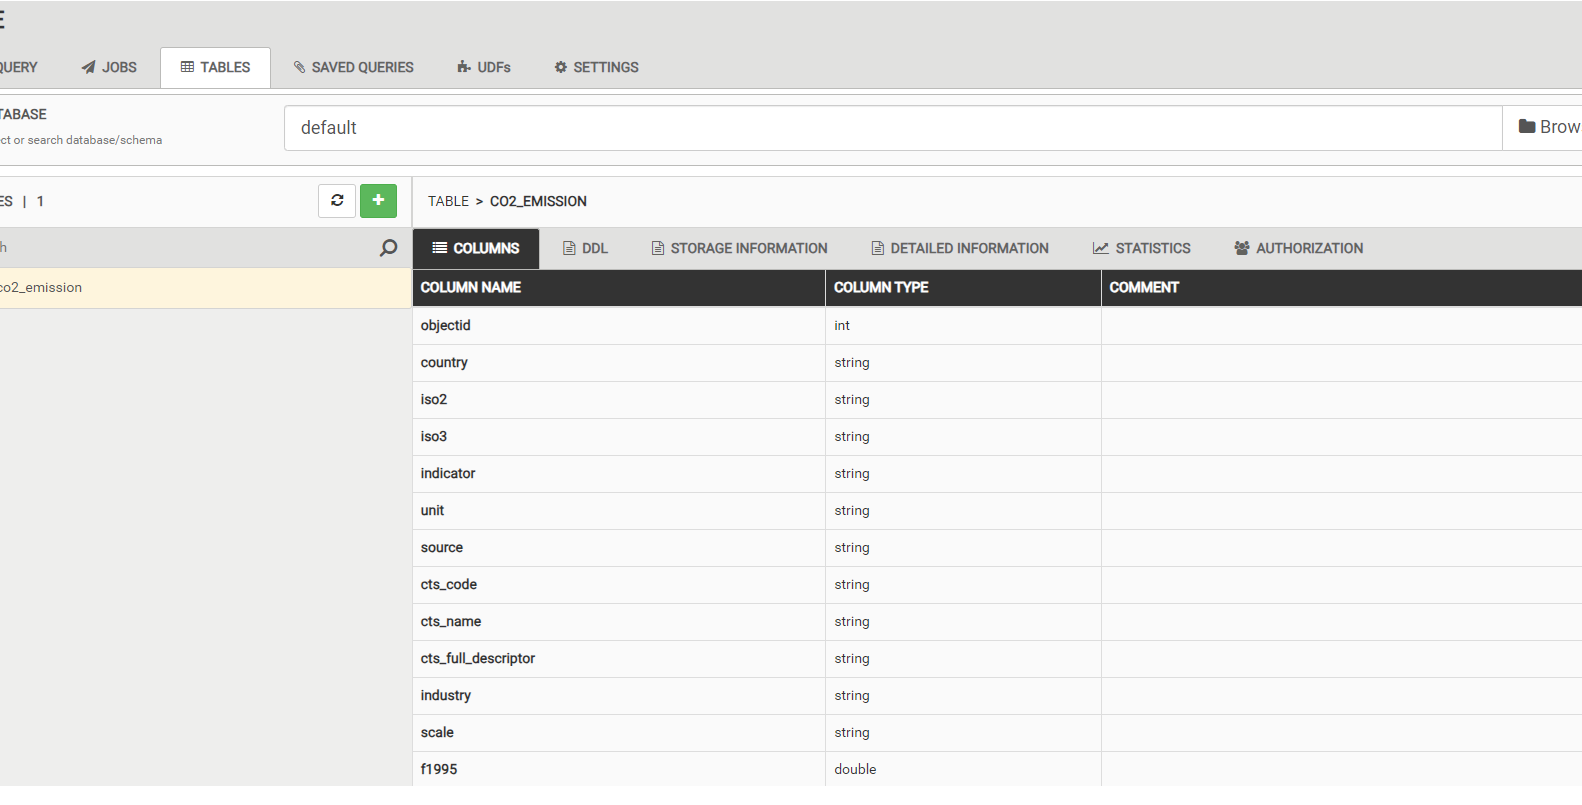 E
QUERY JOBS TABLES SAVED QUERIES UDFs SETTINGS
TABASE
ct or search database/schema
default
Brow
ES | 1
TABLE > CO2_EMISSION
h
COLUMNS DDL STORAGE INFORMATION DETAILED INFORMATION STATISTICS AUTHORIZATION
co2_emission
COLUMN NAME COLUMN TYPE COMMENT
objectid int
country string
iso2 string
iso3 string
indicator string
unit string
source string
cts_code string
cts_name string
cts_full_descriptor string
industry string
scale string
f1995 double